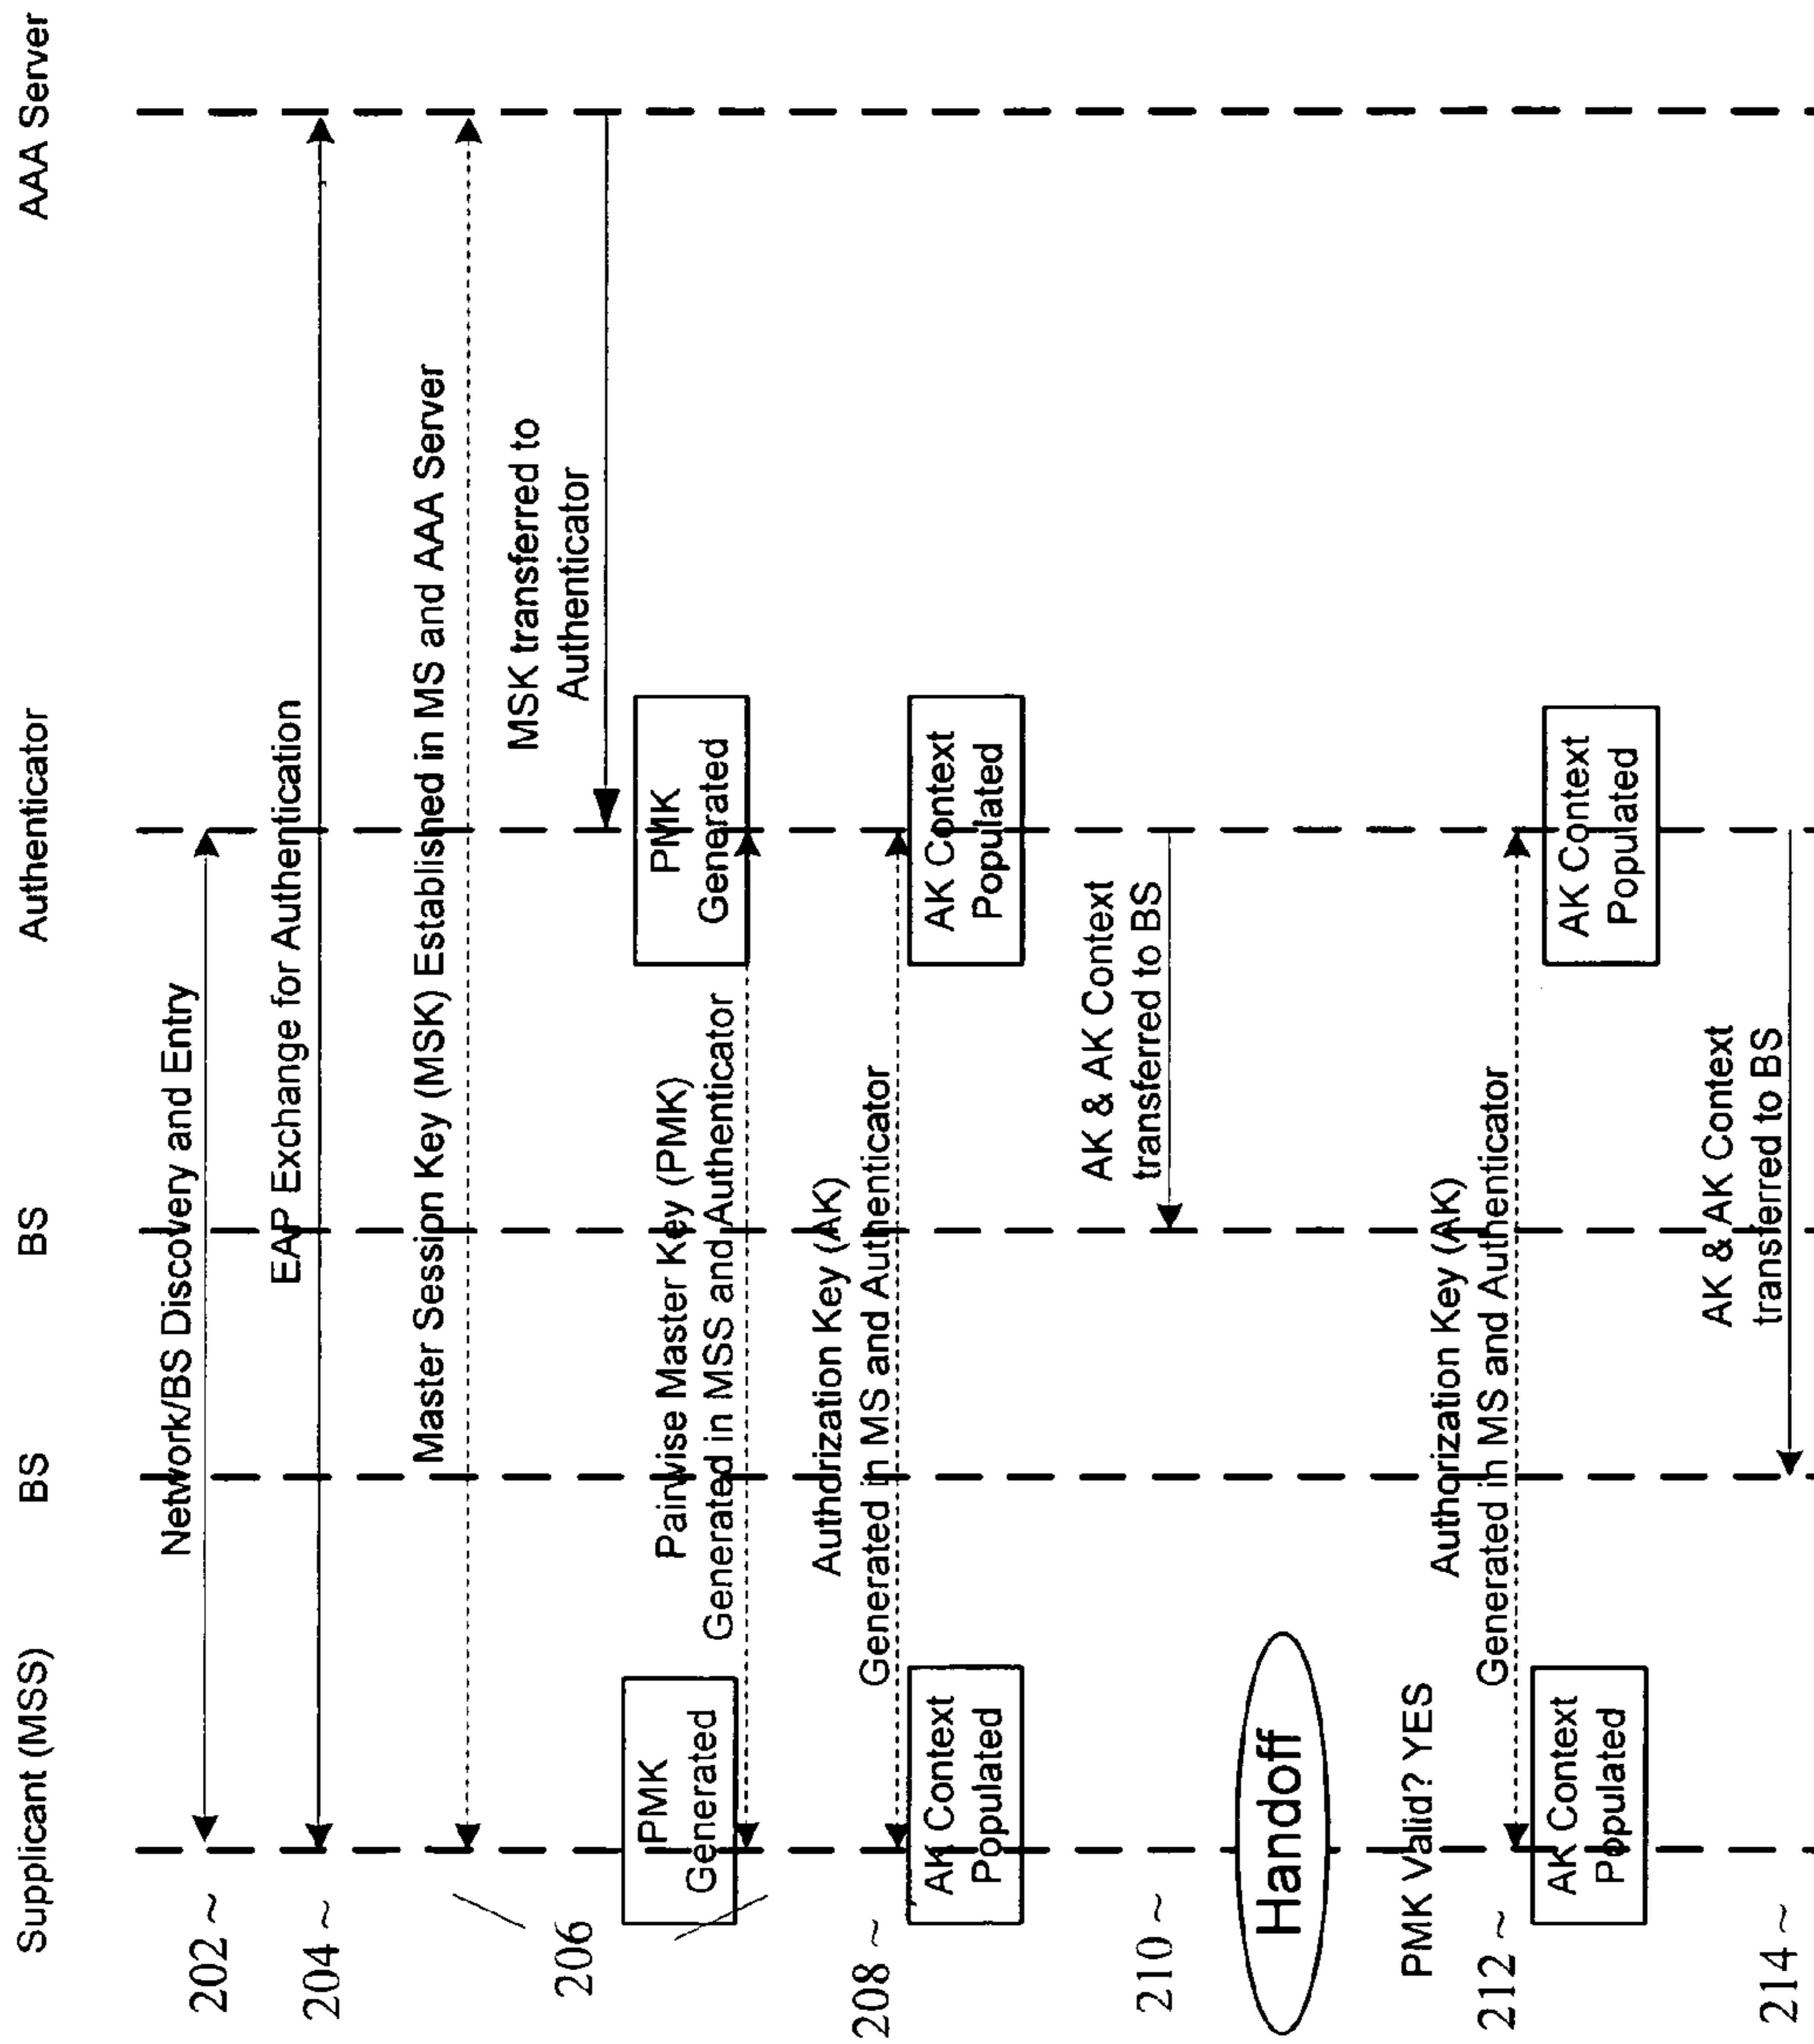 Supplicant (MSS)
BS
BS
Authenticator
AAA Server
202 ~
Network/BS Discovery and Entry
204 ~
EAP Exchange for Authentication
Master Session Key (MSK) Established in MS and AAA Server
206
MSK transferred to
Authenticator
PMK
Generated
Pairwise Master Key (PMK)
Generated in MSS and Authenticator
PMK
Generated
208 ~
Authorization Key (AK)
Generated in MS and Authenticator
AK Context
Populated
AK Context
Populated
210 ~
AK & AK Context
transferred to BS
Handoff
PMK Valid? YES
212 ~
Authorization Key (AK)
Generated in MS and Authenticator
AK Context
Populated
AK Context
Populated
214 ~
AK & AK Context
transferred to BS